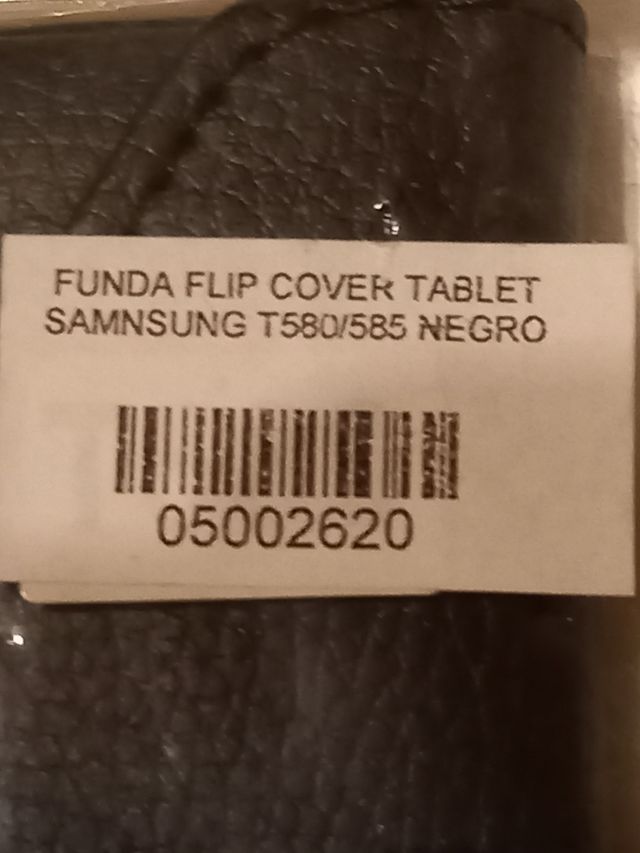 FUNDA FLIP COVER TABLET
SAMNSUNG T580/585 NEGRO
05002620